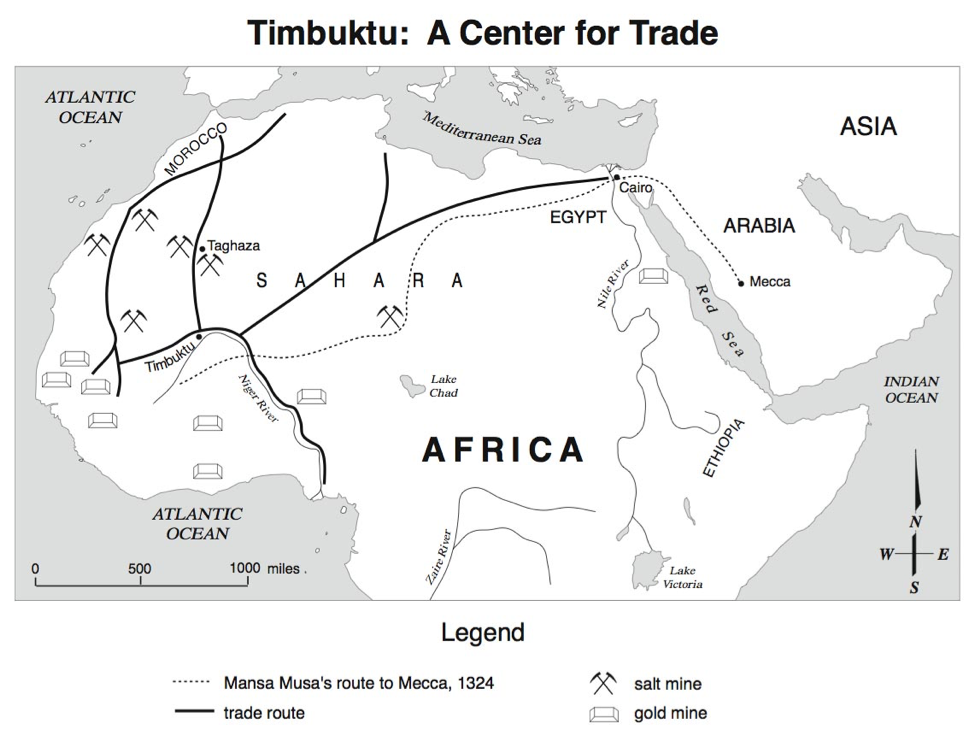 Timbuktu: A Center for Trade
ATLANTIC
OCEAN
MOROCCO
Mediterranean Sea
ASIA
Cairo
EGYPT
ARABIA
Taghaza
SAHARA
Nile River
Mecca
Red Sea
Timbuktu
Niger River
Lake
Chad
INDIAN
OCEAN
AFRICA
ETHIOPIA
ATLANTIC
OCEAN
Zaire River
Lake
Victoria
N
W E
S
0 500 1000 miles .
Legend
Mansa Musa's route to Mecca, 1324
trade route
salt mine
gold mine